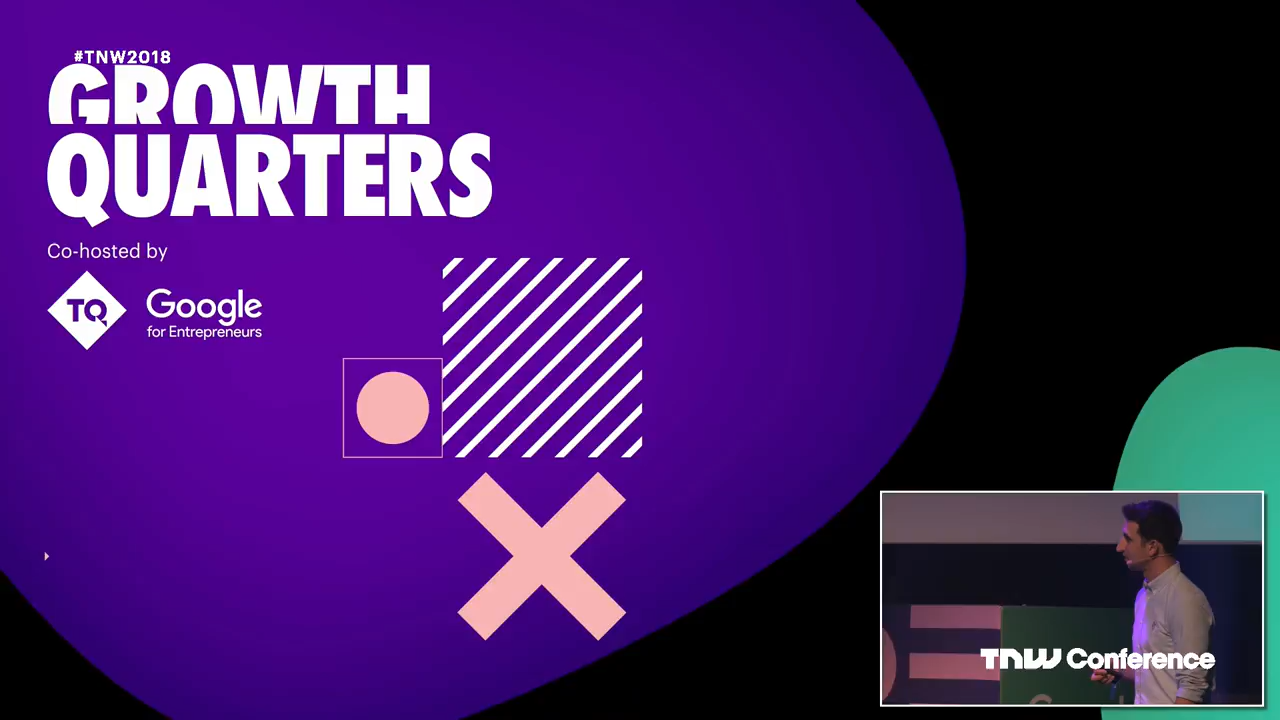 #TNW2018
GROWTH
QUARTERS
Co-hosted by
TQ
Google
for Entrepreneurs
TNW Conference